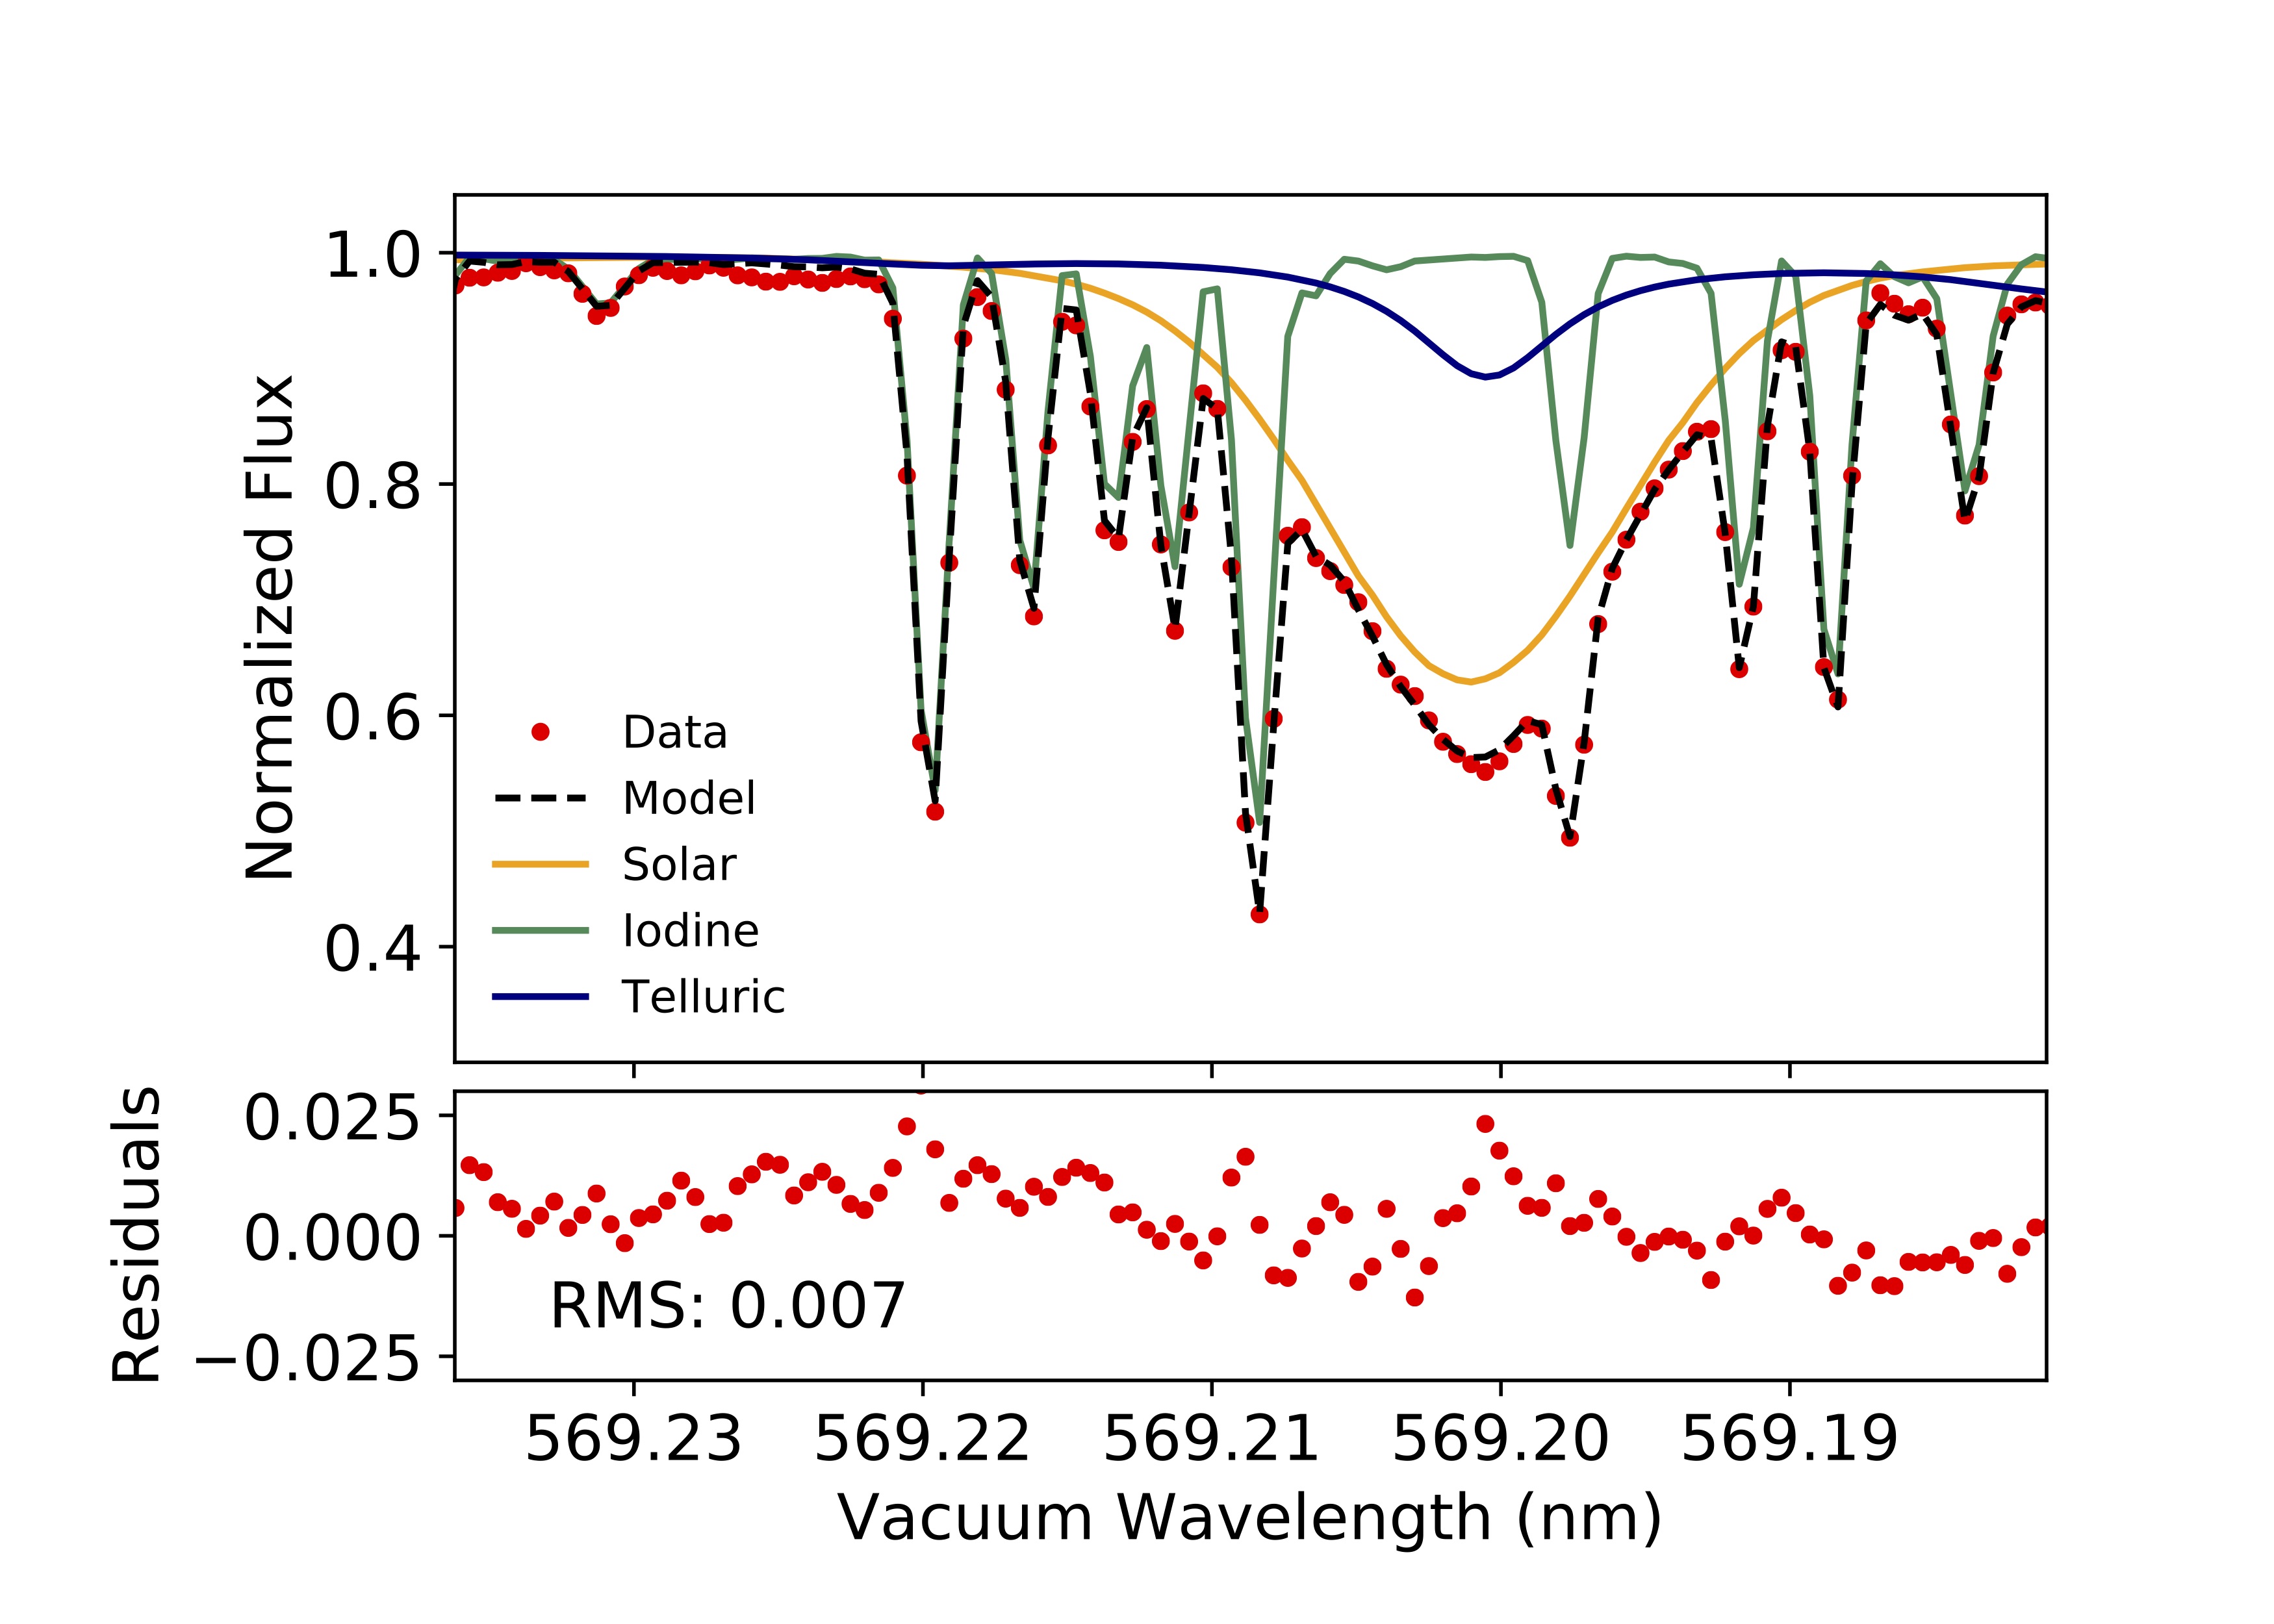 1.0
0.8
0.6
0.4
Normalized Flux
Data
Model
Solar
Iodine
Telluric
0.025
0.000
−0.025
Residuals
RMS: 0.007
569.23 569.22 569.21 569.20 569.19
Vacuum Wavelength (nm)